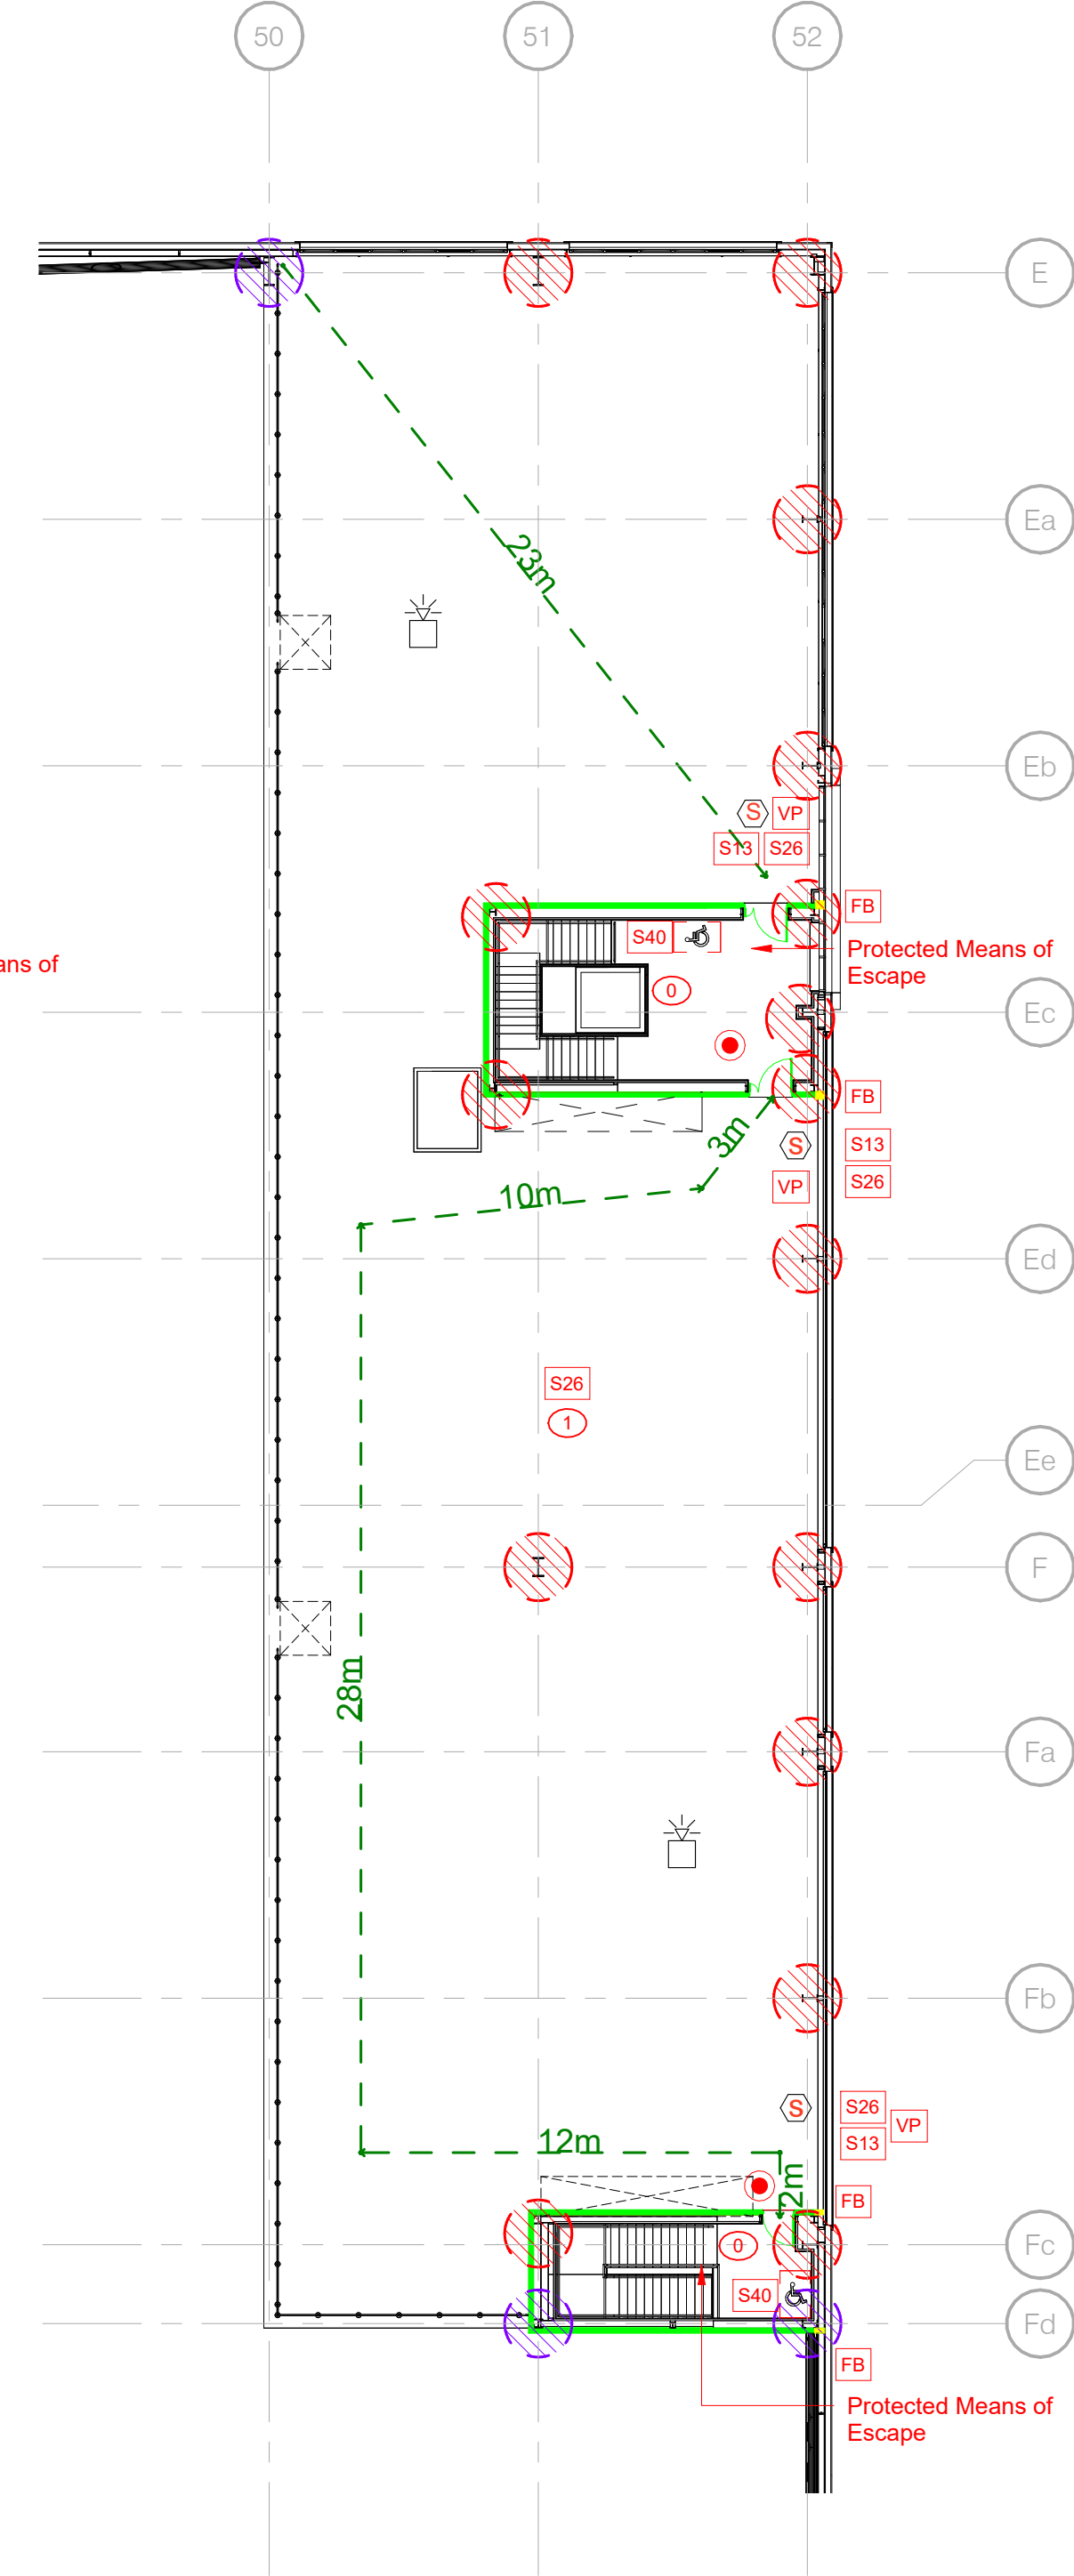 50
51
52
E
Ea
23m
Eb
S
VP
S13
S26
FB
S40
Protected Means of
Escape
ans of
0
Ec
FB
3m
S
S13
10m
VP
S26
Ed
S26
1
Ee
F
28m
Fa
Fb
S
S26
VP
S13
12m
2m
FB
0
Fc
S40
Fd
FB
Protected Means of
Escape